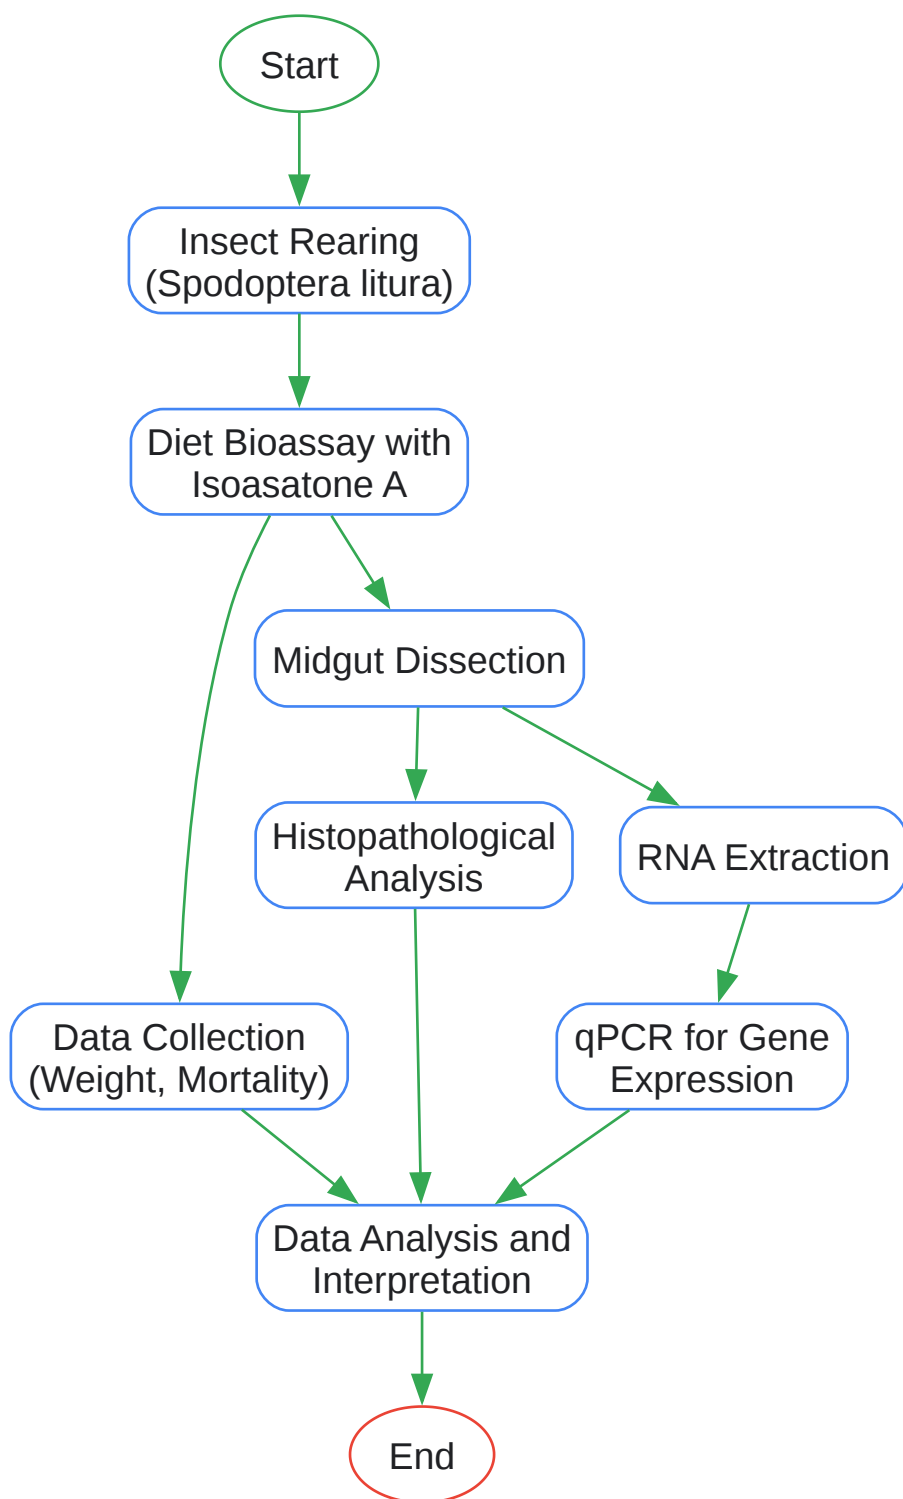 Start
Insect Rearing
(Spodoptera litura)
Diet Bioassay with
Isoasatone A
Midgut Dissection
Histopathological
Analysis
RNA Extraction
Data Collection
(Weight, Mortality)
qPCR for Gene
Expression
Data Analysis and
Interpretation
End